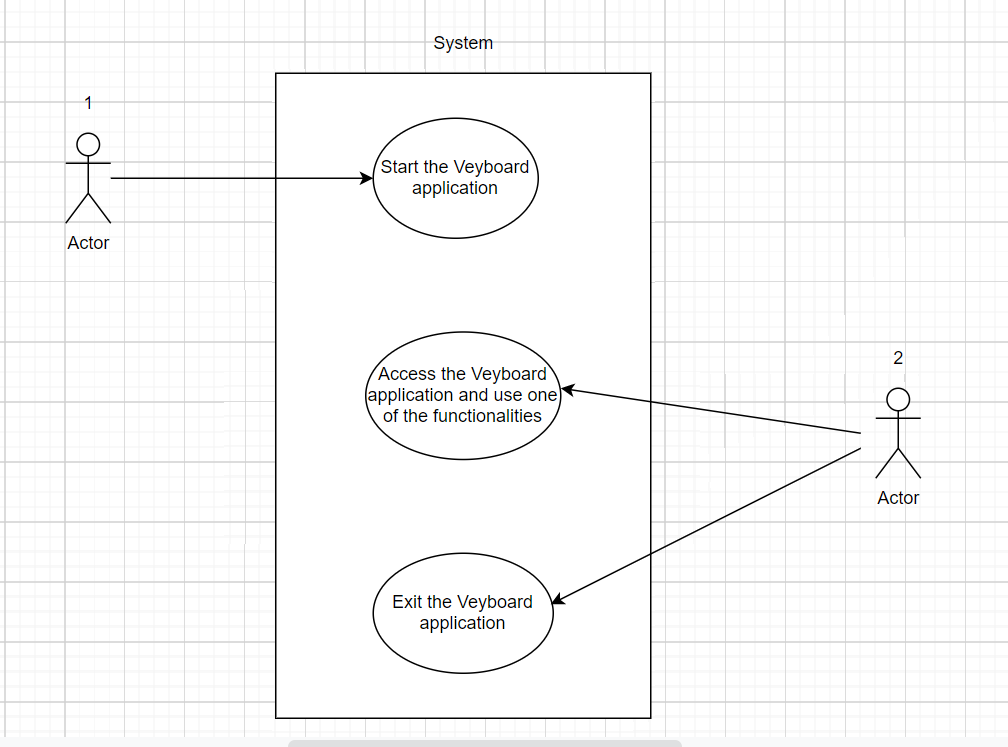 System
1
Actor
Start the Veyboard
application
Access the Veyboard
application and use one
of the functionalities
2
Actor
Exit the Veyboard
application